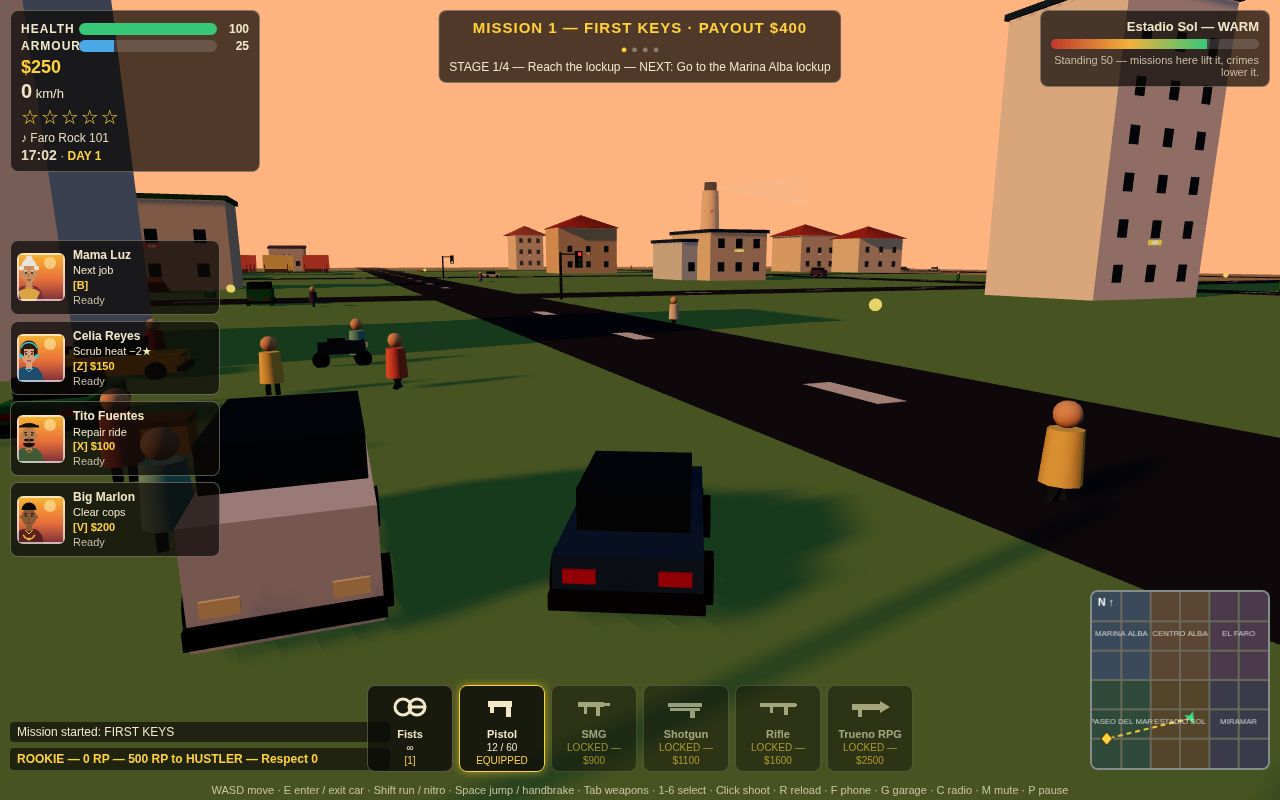 HEALTH 100
ARMOUR 25
$250
0 km/h
☆☆☆☆☆
♪ Faro Rock 101
17:02 · DAY 1
MISSION 1 — FIRST KEYS · PAYOUT $400
STAGE 1/4 — Reach the lockup — NEXT: Go to the Marina Alba lockup
Estadio Sol — WARM
Standing 50 — missions here lift it, crimes
lower it.
Mama Luz
Next job
[B]
Ready
Celia Reyes
Scrub heat −2★
[Z] $150
Ready
Tito Fuentes
Repair ride
[X] $100
Ready
Big Marlon
Clear cops
[V] $200
Ready
N ↑
MARINA ALBA CENTRO ALBA EL FARO
PASEO DEL MAR ESTADIO SOL MIRAMAR
Mission started: FIRST KEYS
ROOKIE — 0 RP — 500 RP to HUSTLER — Respect 0
Fists
∞
[1]
Pistol
12 / 60
EQUIPPED
SMG
LOCKED —
$900
Shotgun
LOCKED —
$1100
Rifle
LOCKED —
$1600
Trueno RPG
LOCKED —
$2500
WASD move · E enter / exit car · Shift run / nitro · Space jump / handbrake · Tab weapons · 1-6 select · Click shoot · R reload · F phone · G garage · C radio · M mute · P pause